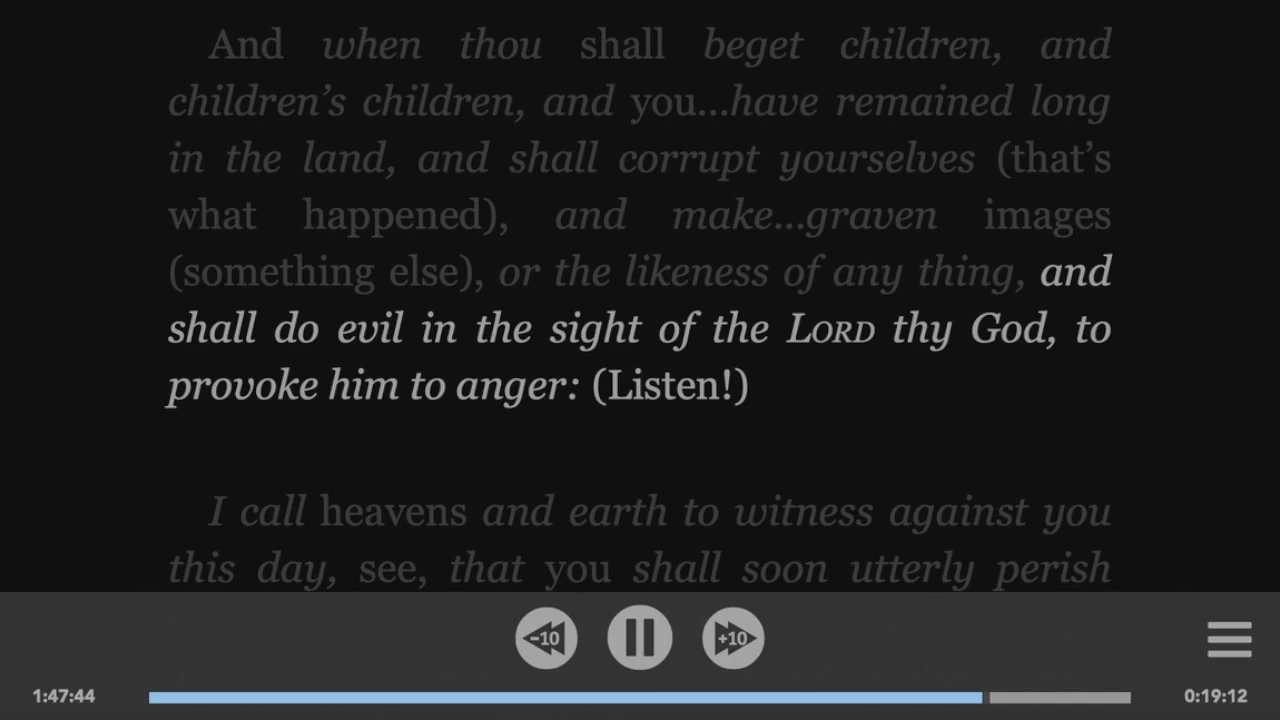 And when thou shall beget children, and
children’s children, and you...have remained long
in the land, and shall corrupt yourselves (that’s
what happened), and make...graven images
(something else), or the likeness of any thing, and
shall do evil in the sight of the LORD thy God, to
provoke him to anger: (Listen!)
I call heavens and earth to witness against you
this day, see, that you shall soon utterly perish
-10
+10
1:47:44
0:19:12